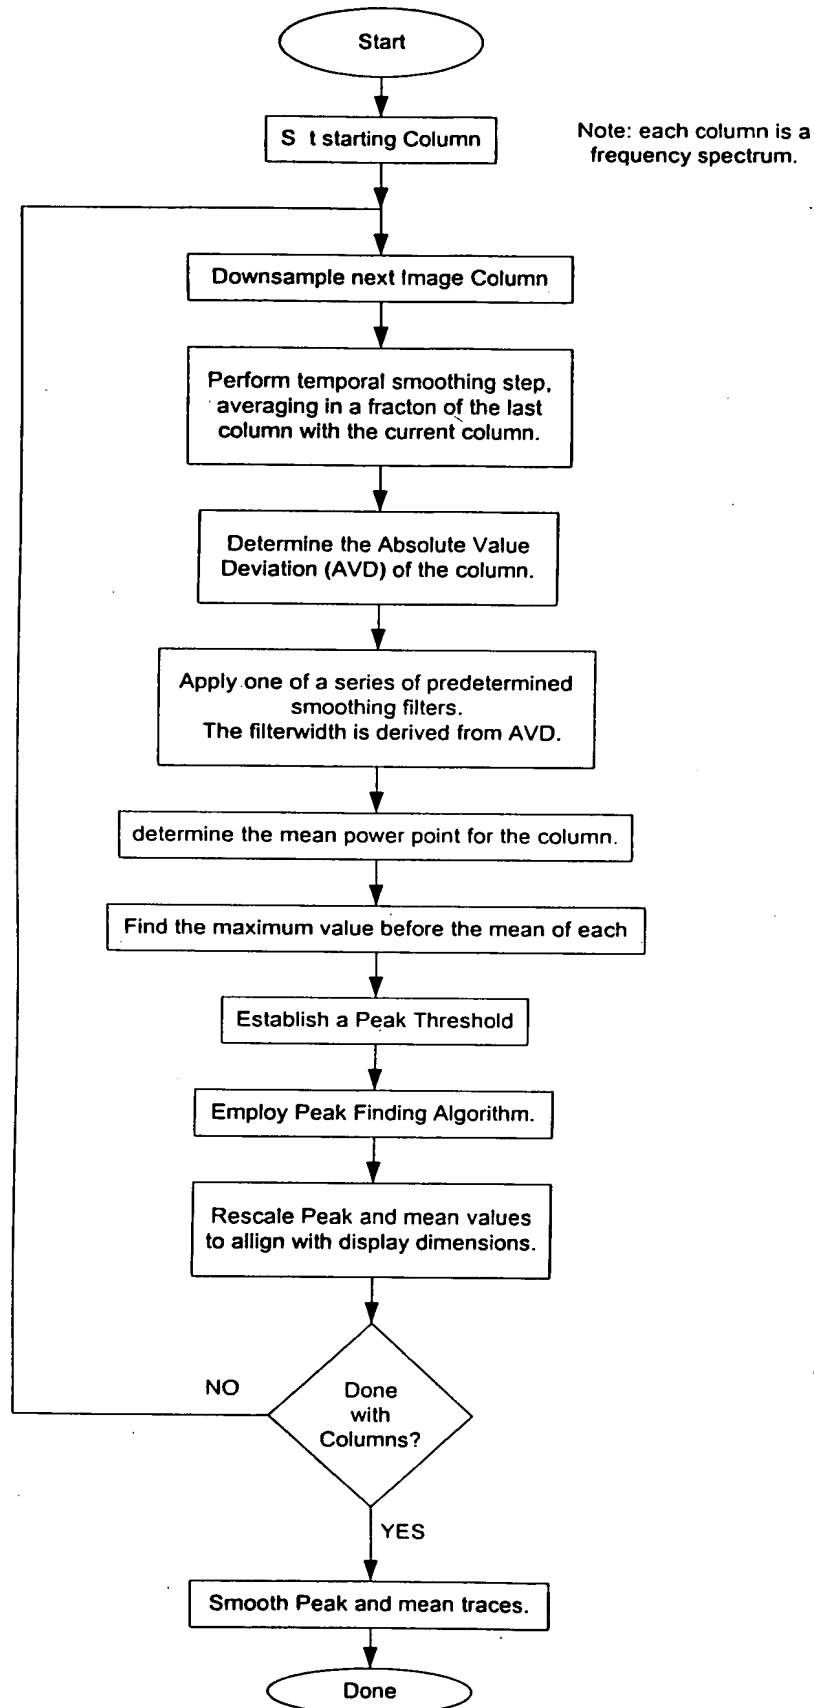 Start
S t starting Column
Note: each column is a
frequency spectrum.
Downsample next Image Column
Perform temporal smoothing step,
averaging in a fracton of the last
column with the current column.
Determine the Absolute Value
Deviation (AVD) of the column.
Apply one of a series of predetermined
smoothing filters.
The filterwidth is derived from AVD.
determine the mean power point for the column.
Find the maximum value before the mean of each
Establish a Peak Threshold
Employ Peak Finding Algorithm.
Rescale Peak and mean values
to allign with display dimensions.
NO
Done
with
Columns?
YES
Smooth Peak and mean traces.
Done